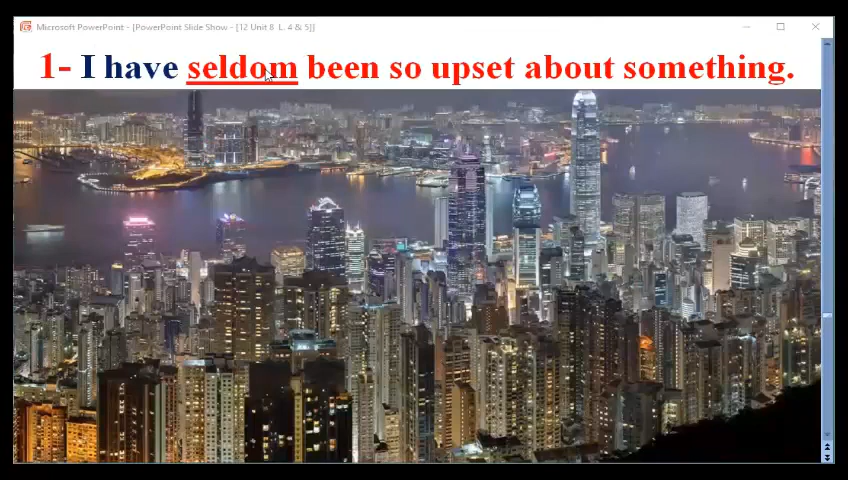 Microsoft PowerPoint - [PowerPoint Slide Show - [12 Unit 8 L. 4 & 5]]
1- I have seldom been so upset about something.